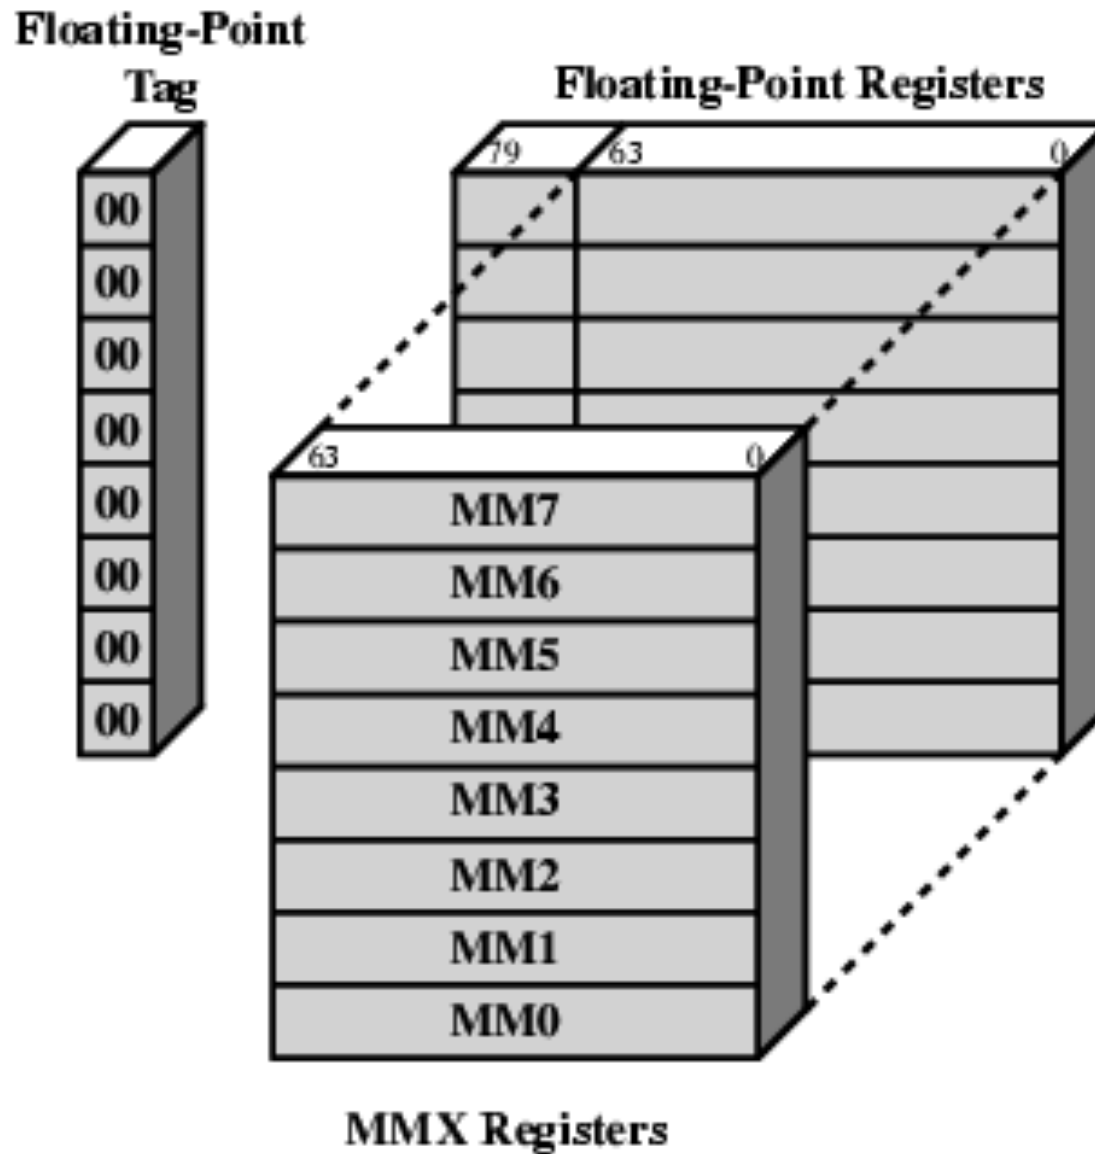 Floating-Point
Tag
Floating-Point Registers
79 63 0
00
00
00
00
00
00
00
00
63 0
MM7
MM6
MM5
MM4
MM3
MM2
MM1
MM0
MMX Registers